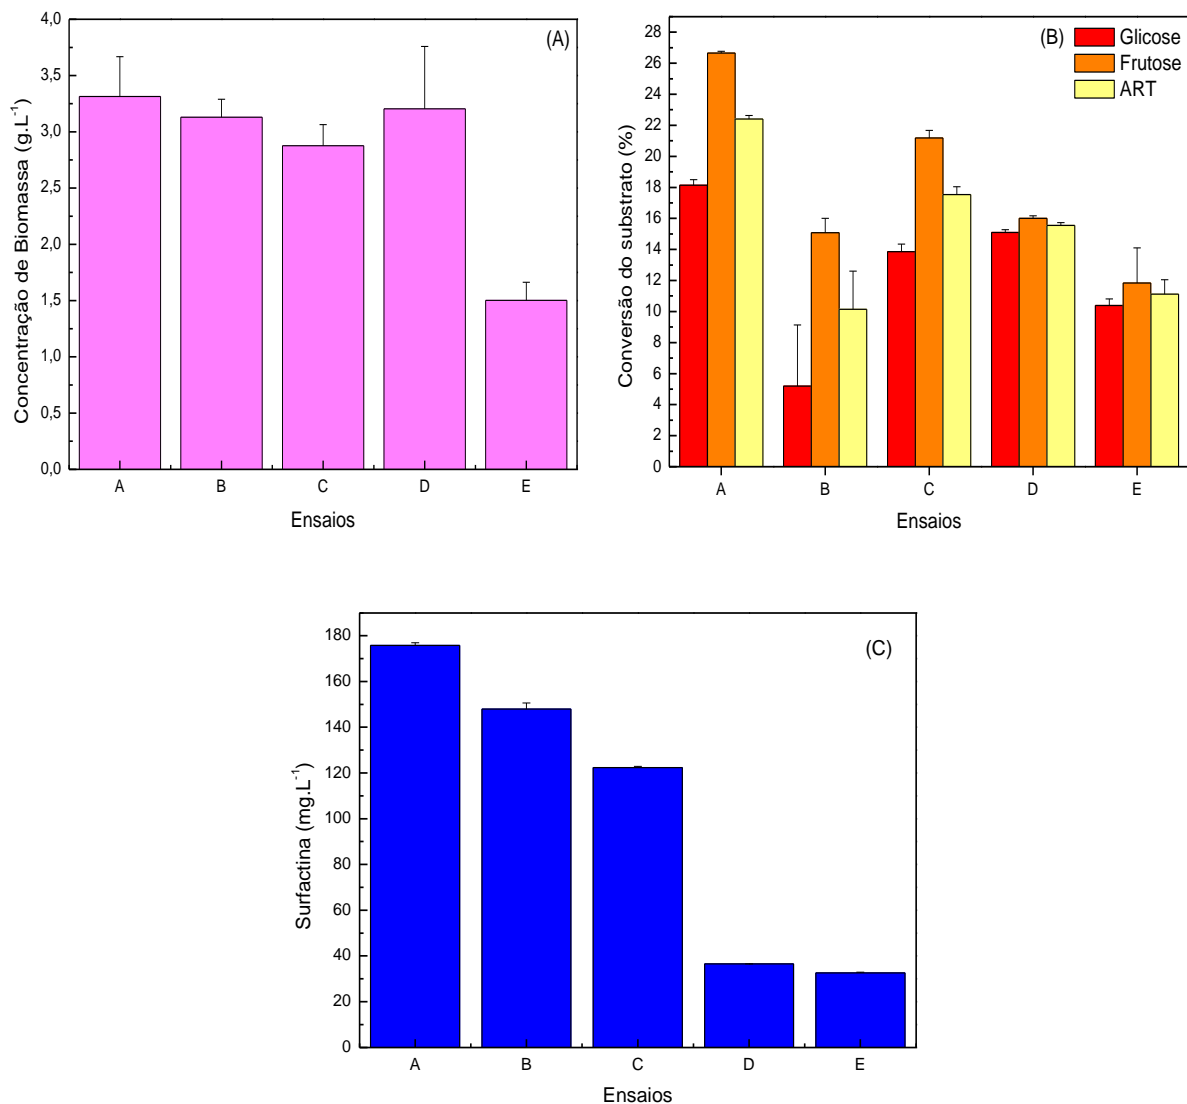 (A)
Concentração de Biomassa (g.L-1)
4,0
3,5
3,0
2,5
2,0
1,5
1,0
0,5
0,0
A B C D E
Ensaios
(B)
Glicose
Frutose
ART
Conversão do substrato (%)
28
26
24
22
20
18
16
14
12
10
8
6
4
2
0
A B C D E
Ensaios
(C)
Surfactina (mg.L-1)
180
160
140
120
100
80
60
40
20
0
A B C D E
Ensaios